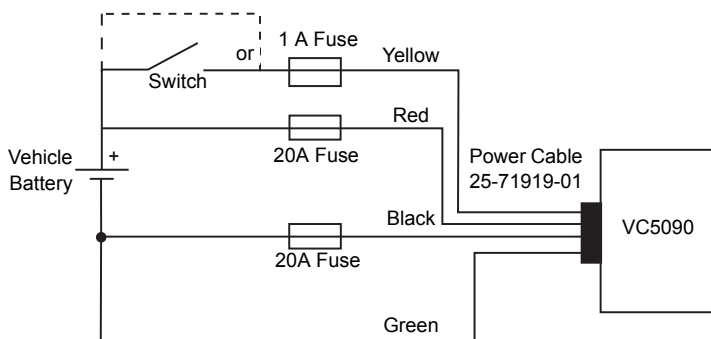 1 A Fuse
or
Yellow
Switch
Red
Vehicle
Battery
+
20A Fuse
Power Cable
25-71919-01
Black
VC5090
20A Fuse
Green